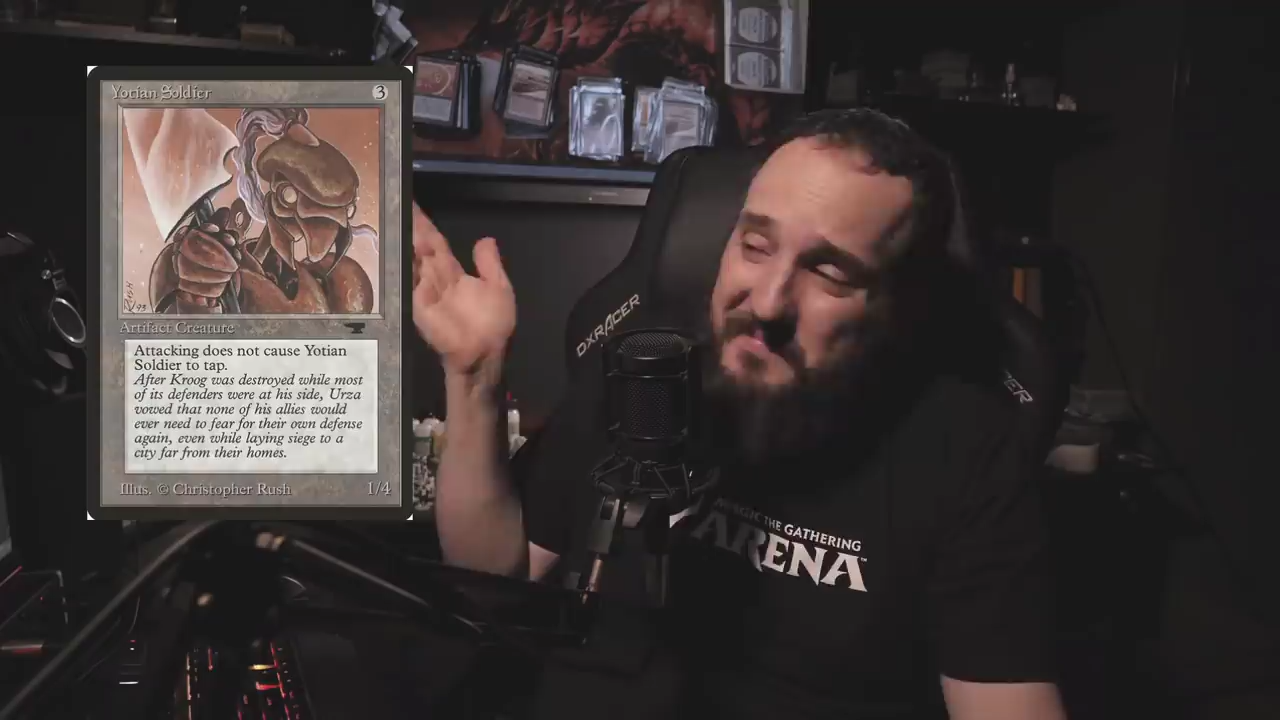 Yotian Soldier 3
RUSH
93
Artifact Creature
Attacking does not cause Yotian
Soldier to tap.
After Kroog was destroyed while most
of its defenders were at his side, Urza
vowed that none of his allies would
ever need to fear for their own defense
again, even while laying siege to a
city far from their homes.
Illus. © Christopher Rush 1/4
DXRACER
ER
MAGIC THE GATHERING
ARENA